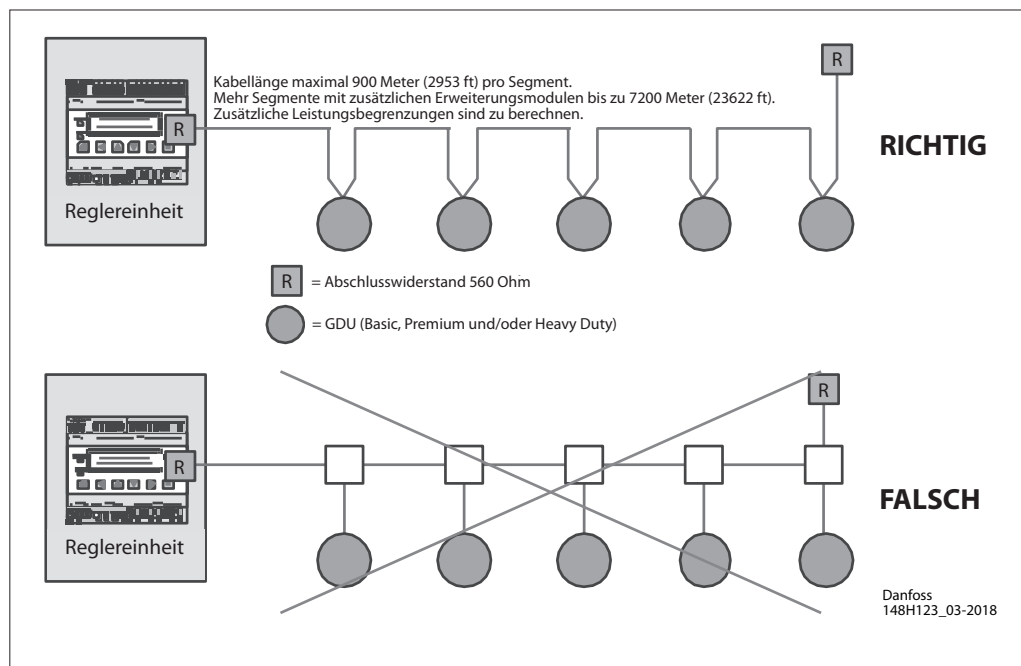 Kabellänge maximal 900 Meter (2953 ft) pro Segment.
Mehr Segmente mit zusätzlichen Erweiterungsmodulen bis zu 7200 Meter (23622 ft).
Zusätzliche Leistungsbegrenzungen sind zu berechnen.
R
R
RICHTIG
Reglereinheit
R = Abschlusswiderstand 560 Ohm
= GDU (Basic, Premium und/oder Heavy Duty)
R
R
FALSCH
Reglereinheit
Danfoss
148H123_03-2018